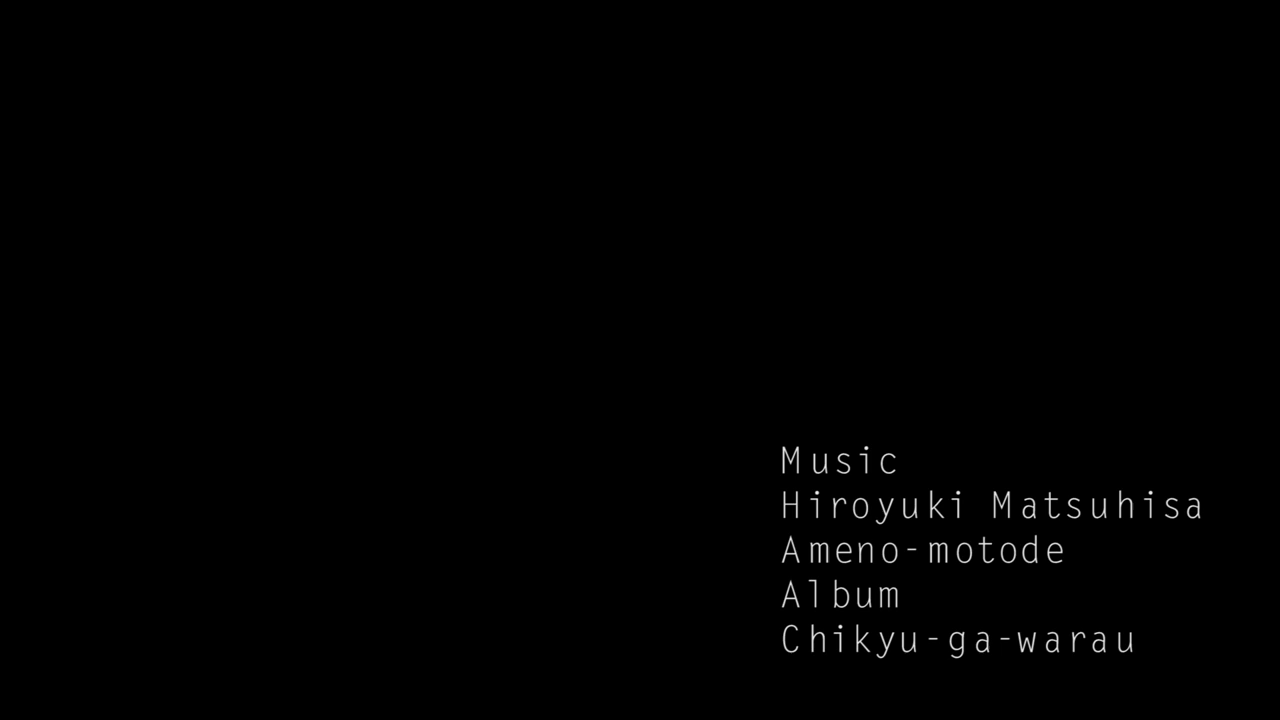 Music
Hiroyuki Matsuhisa
Ameno-motode
Album
Chikyu-ga-warau